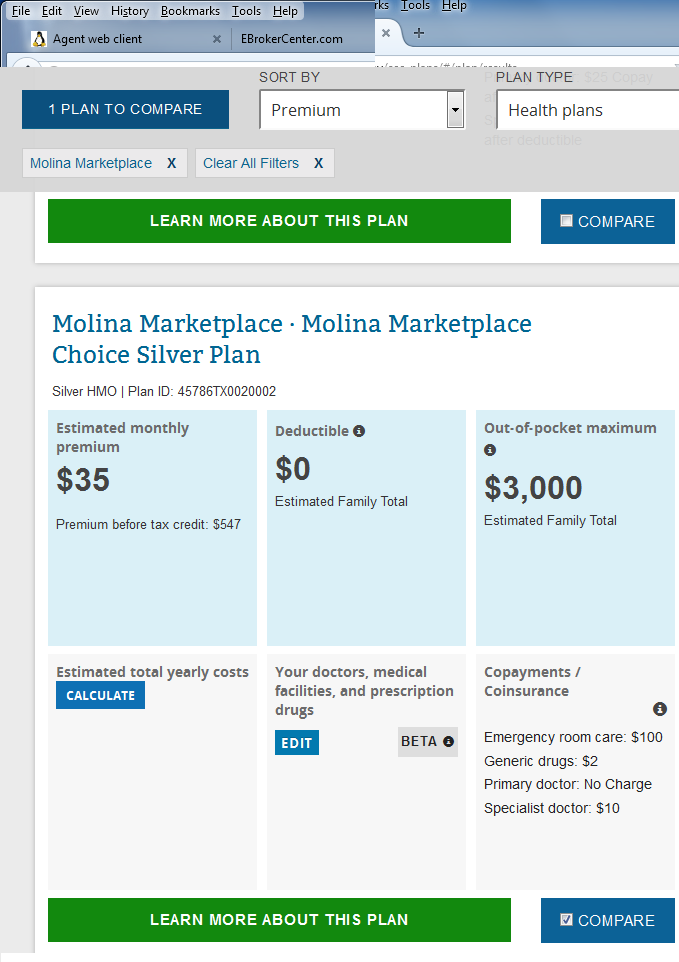 File Edit View History Bookmarks Tools Help
rks Tools Help
Agent web client × EBrokerCenter.com
× +
SORT BY
PLAN TYPE
1 PLAN TO COMPARE
Premium
Health plans
$25 Copay
after deductible
Molina Marketplace X
Clear All Filters X
LEARN MORE ABOUT THIS PLAN
COMPARE
Molina Marketplace · Molina Marketplace
Choice Silver Plan
Silver HMO | Plan ID: 45786TX0020002
Estimated monthly
premium
$35
Premium before tax credit: $547
Deductible
$0
Estimated Family Total
Out-of-pocket maximum
$3,000
Estimated Family Total
Estimated total yearly costs
CALCULATE
Your doctors, medical
facilities, and prescription
drugs
EDIT
BETA
Copayments /
Coinsurance
Emergency room care: $100
Generic drugs: $2
Primary doctor: No Charge
Specialist doctor: $10
LEARN MORE ABOUT THIS PLAN
COMPARE